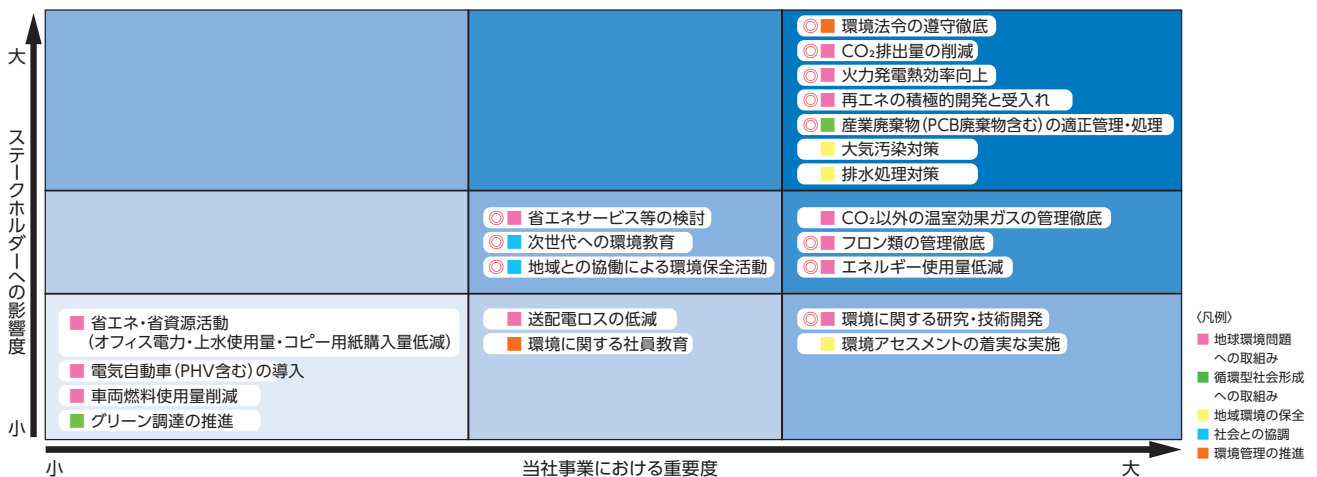 大
ステークホルダーへの影響度
小
◎■ 環境法令の遵守徹底
◎■ CO₂排出量の削減
◎■ 火力発電熱効率向上
◎■ 再エネの積極的開発と受入れ
◎■ 産業廃棄物(PCB廃棄物含む)の適正管理・処理
■ 大気汚染対策
■ 排水処理対策
◎■ 省エネサービス等の検討
◎■ 次世代への環境教育
◎■ 地域との協働による環境保全活動
■ CO₂以外の温室効果ガスの管理徹底
◎■ フロン類の管理徹底
◎■ エネルギー使用量低減
■ 省エネ・省資源活動
(オフィス電力・上水使用量・コピー用紙購入量低減)
■ 電気自動車(PHV含む)の導入
■ 車両燃料使用量削減
■ グリーン調達の推進
■ 送配電ロスの低減
■ 環境に関する社員教育
◎■ 環境に関する研究・技術開発
■ 環境アセスメントの着実な実施
小
当社事業における重要度
大
〈凡例〉
■ 地球環境問題
への取組み
■ 循環型社会形成
への取組み
■ 地域環境の保全
■ 社会との協調
■ 環境管理の推進